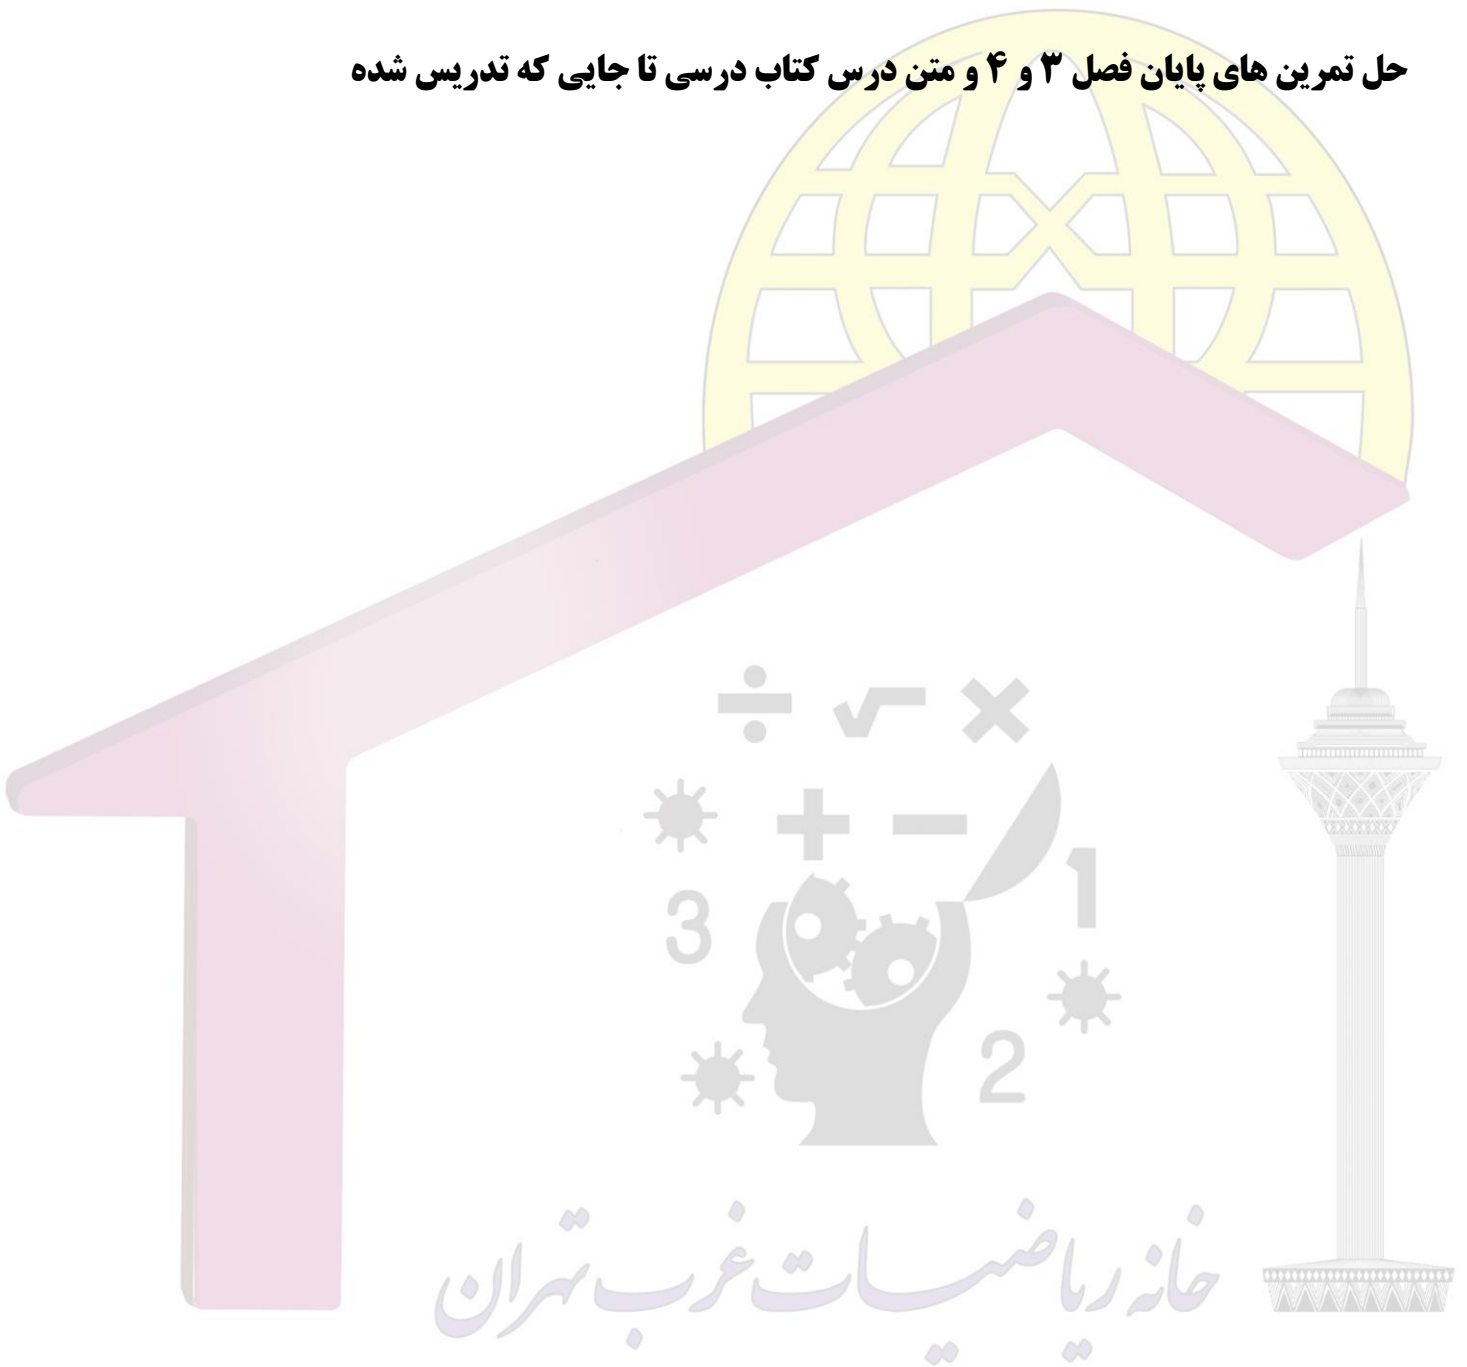 حل تمرین های پایان فصل ۳ و ۴ و متن درس کتاب درسی تا جایی که تدریس شده
÷ √ ×
+ −
3 1
2
خانه ریاضیات غرب تهران